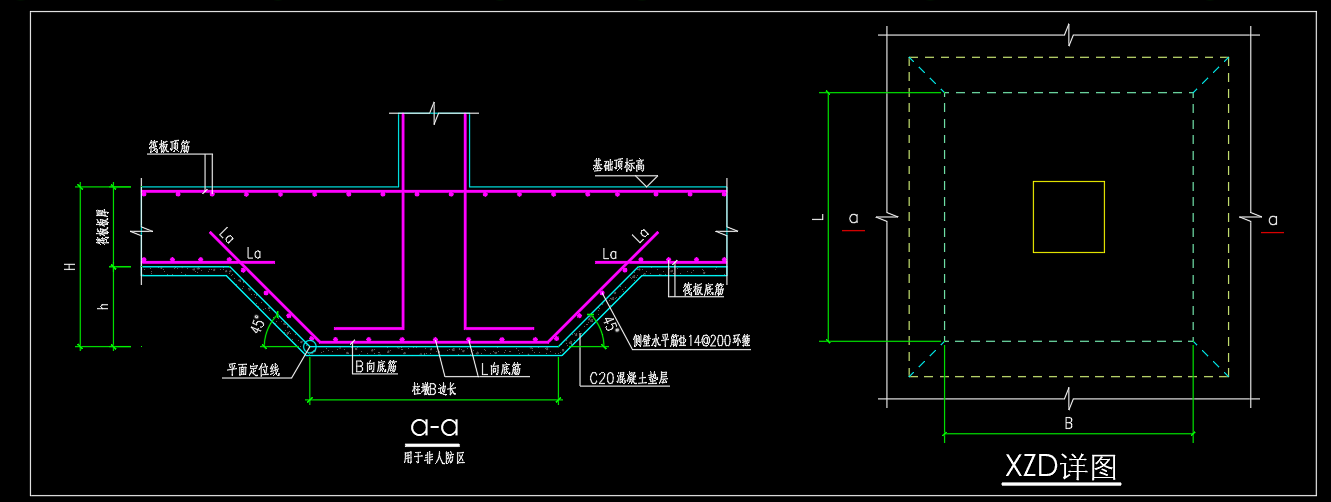 筏板顶筋
基础顶标高
筏板板厚
H
h
La
La
La
La
45°
45°
筏板底筋
侧壁水平筋⌀14@200环箍
平面定位线
B向底筋
L向底筋
C20混凝土垫层
柱墩B边长
a-a
用于非人防区
L
a
a
B
XZD详图